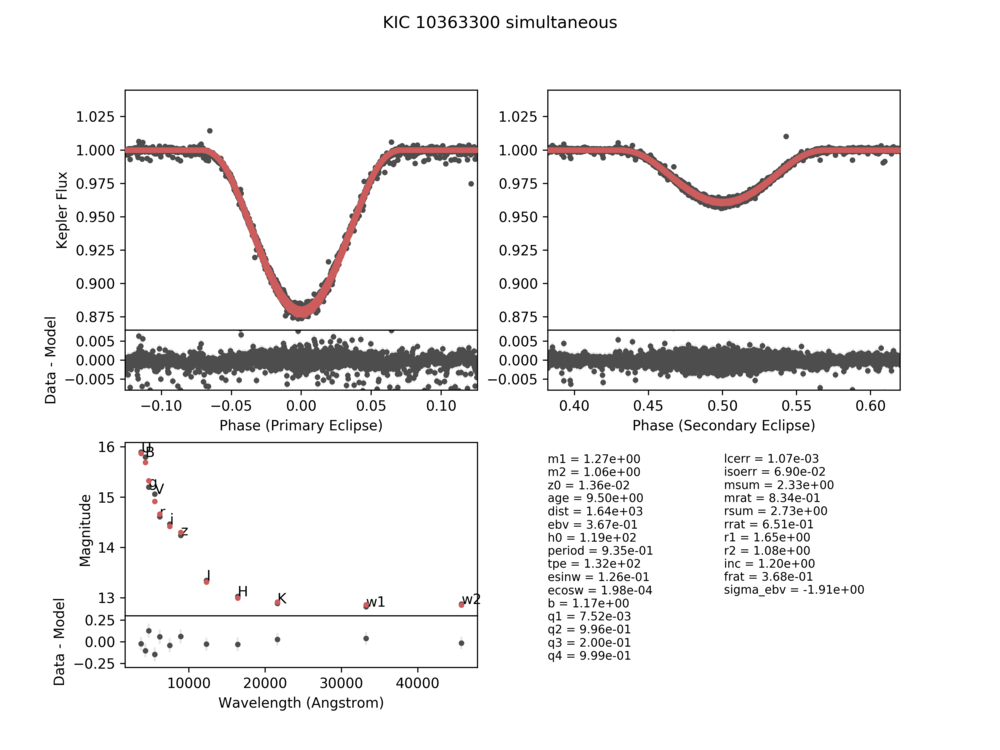 KIC 10363300 simultaneous
1.025
1.000
0.975
0.950
0.925
0.900
0.875
Kepler Flux
0.005
0.000
−0.005
Data - Model
−0.10
−0.05
0.00
0.05
0.10
Phase (Primary Eclipse)
1.025
1.000
0.975
0.950
0.925
0.900
0.875
0.005
0.000
−0.005
0.40
0.45
0.50
0.55
0.60
Phase (Secondary Eclipse)
16
15
14
13
Magnitude
B
g
V
r
i
z
J
H
K
w1
w2
0.25
0.00
−0.25
Data - Model
10000
20000
30000
40000
Wavelength (Angstrom)
m1 = 1.27e+00
m2 = 1.06e+00
z0 = 1.36e-02
age = 9.50e+00
dist = 1.64e+03
ebv = 3.67e-01
h0 = 1.19e+02
period = 9.35e-01
tpe = 1.32e+02
esinw = 1.26e-01
ecosw = 1.98e-04
b = 1.17e+00
q1 = 7.52e-03
q2 = 9.96e-01
q3 = 2.00e-01
q4 = 9.99e-01
lcerr = 1.07e-03
isoerr = 6.90e-02
msum = 2.33e+00
mrat = 8.34e-01
rsum = 2.73e+00
rrat = 6.51e-01
r1 = 1.65e+00
r2 = 1.08e+00
inc = 1.20e+00
frat = 3.68e-01
sigma_ebv = -1.91e+00